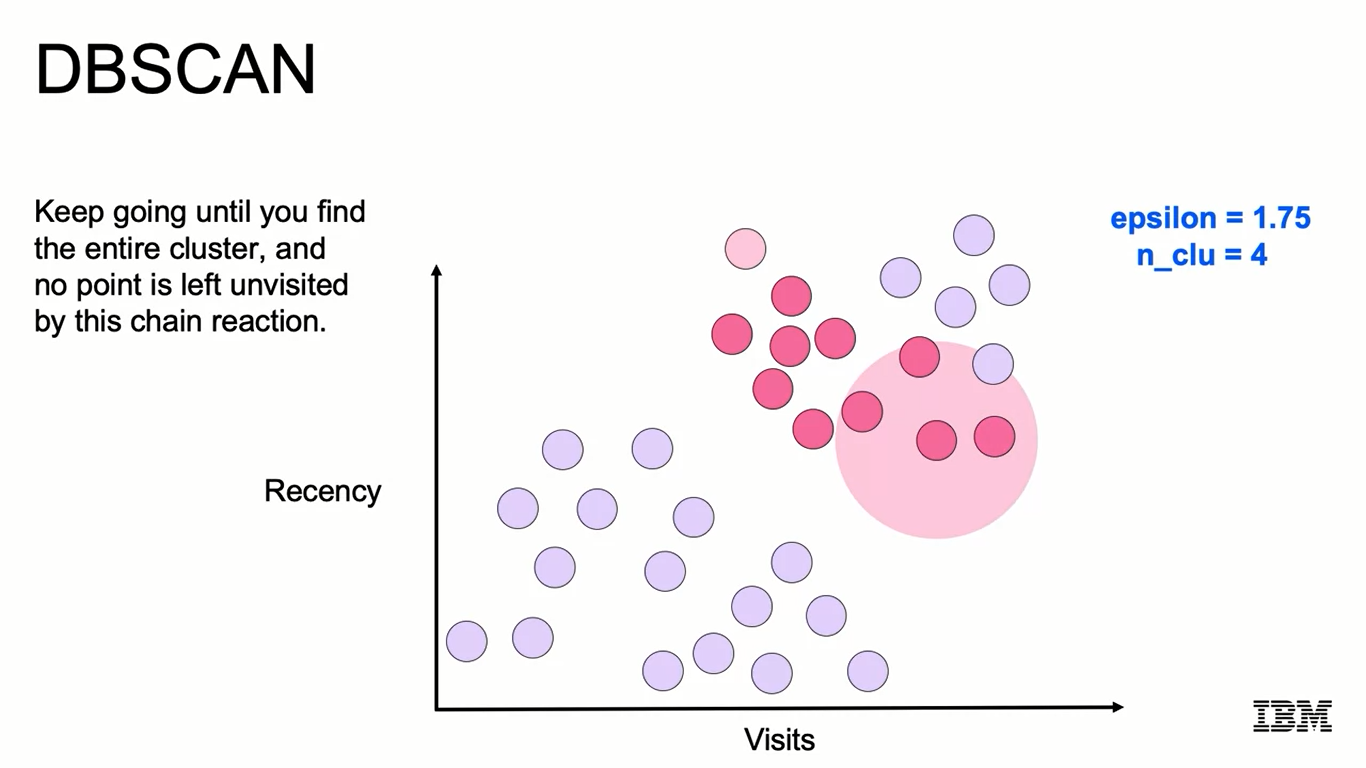 DBSCAN
Keep going until you find
the entire cluster, and
no point is left unvisited
by this chain reaction.
epsilon = 1.75
n_clu = 4
Recency
Visits
IBM